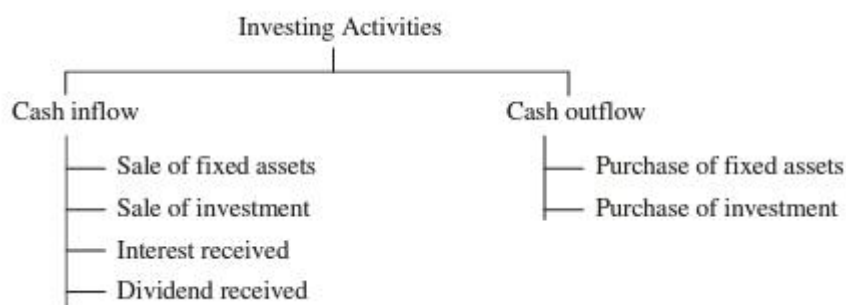 Investing Activities
Cash inflow
Sale of fixed assets
Sale of investment
Interest received
Dividend received
Cash outflow
Purchase of fixed assets
Purchase of investment